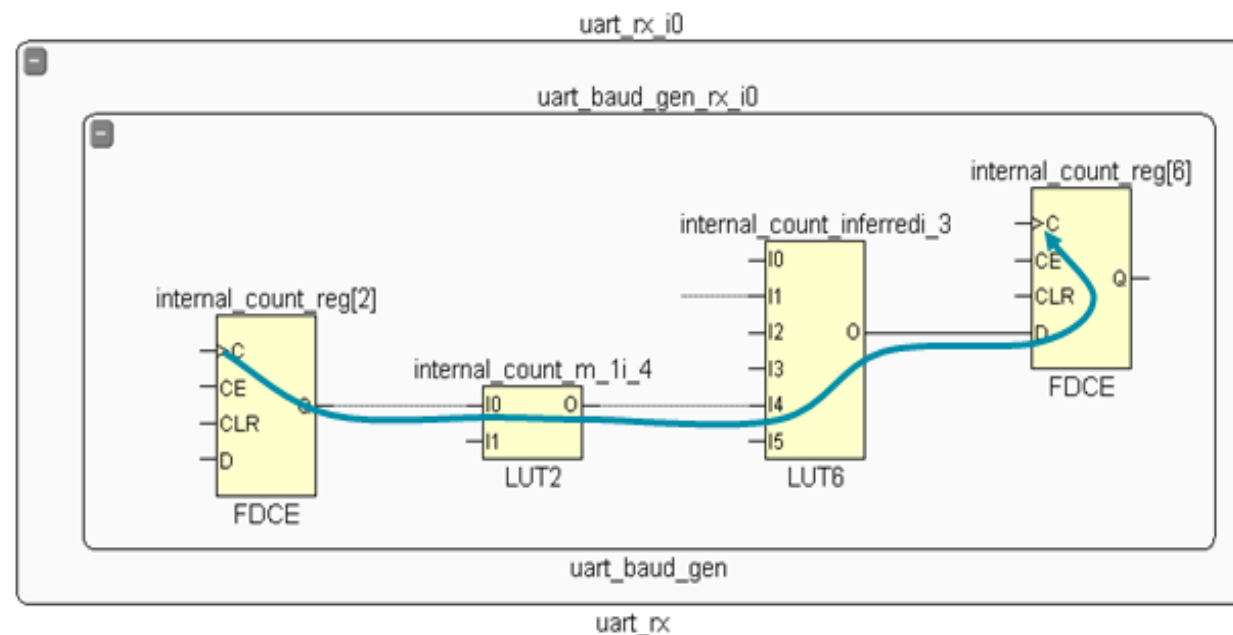 uart_rx_i0
uart_baud_gen_rx_i0
internal_count_reg[6]
C
CE
CLR
D
Q
FDCE
internal_count_inferredi_3
I0
I1
I2
I3
I4
I5
O
LUT6
internal_count_reg[2]
C
CE
CLR
D
Q
FDCE
internal_count_m_1i_4
I0
I1
O
LUT2
uart_baud_gen
uart_rx